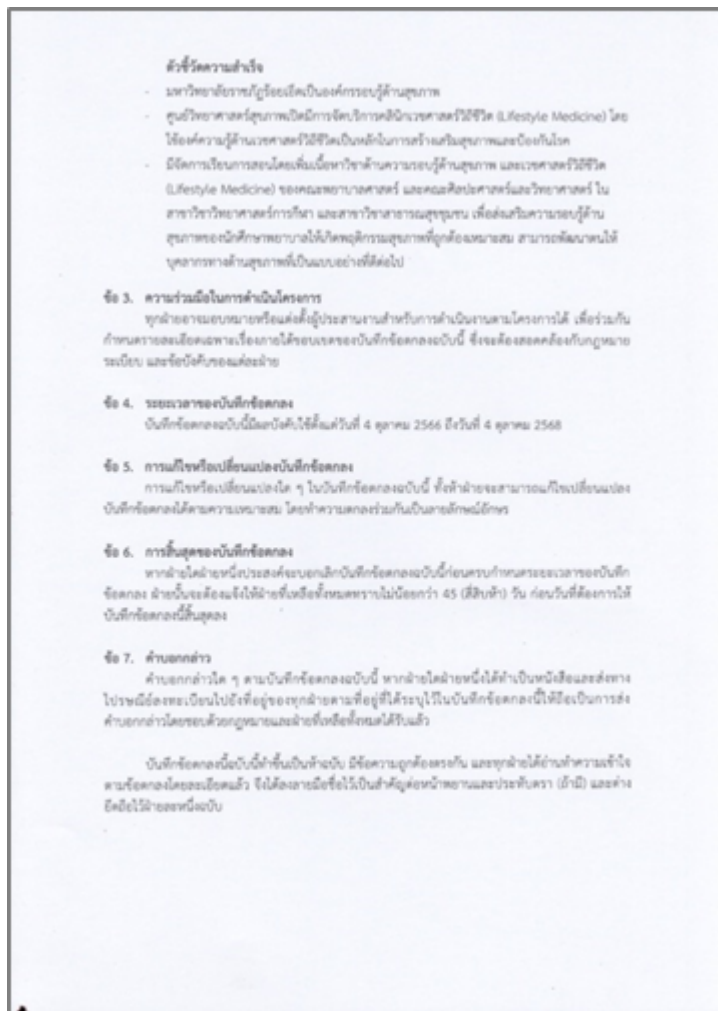 ตัวชี้วัดความสำเร็จ
- มหาวิทยาลัยราชภัฏร้อยเอ็ดเป็นองค์กรรอบรู้ด้านสุขภาพ
- ศูนย์วิทยาศาสตร์สุขภาพเปิดมีการจัดบริการคลินิกเวชศาสตร์วิถีชีวิต (Lifestyle Medicine) โดย
ใช้องค์ความรู้ด้านเวชศาสตร์วิถีชีวิตเป็นหลักในการสร้างเสริมสุขภาพและป้องกันโรค
- มีจัดการเรียนการสอนโดยเพิ่มเนื้อหาวิชาด้านความรอบรู้ด้านสุขภาพ และเวชศาสตร์วิถีชีวิต
(Lifestyle Medicine) ของคณะพยาบาลศาสตร์ และคณะศิลปะศาสตร์และวิทยาศาสตร์ ใน
สาขาวิชาวิทยาศาสตร์การกีฬา และสาขาวิชาสาธารณสุขชุมชน เพื่อส่งเสริมความรอบรู้ด้าน
สุขภาพของนักศึกษาพยาบาลให้เกิดพฤติกรรมสุขภาพที่ถูกต้องเหมาะสม สามารถพัฒนาตนให้
บุคลากรทางด้านสุขภาพที่เป็นแบบอย่างที่ดีต่อไป
ข้อ 3. ความร่วมมือในการดำเนินโครงการ
ทุกฝ่ายอาจมอบหมายหรือแต่งตั้งผู้ประสานงานสำหรับการดำเนินงานตามโครงการได้ เพื่อร่วมกัน
กำหนดรายละเอียดเฉพาะเรื่องภายใต้ขอบเขตของบันทึกข้อตกลงฉบับนี้ ซึ่งจะต้องสอดคล้องกับกฎหมาย
ระเบียบ และข้อบังคับของแต่ละฝ่าย
ข้อ 4. ระยะเวลาของบันทึกข้อตกลง
บันทึกข้อตกลงฉบับนี้มีผลบังคับใช้ตั้งแต่วันที่ 4 ตุลาคม 2566 ถึงวันที่ 4 ตุลาคม 2568
ข้อ 5. การแก้ไขหรือเปลี่ยนแปลงบันทึกข้อตกลง
การแก้ไขหรือเปลี่ยนแปลงใด ๆ ในบันทึกข้อตกลงฉบับนี้ ทั้งห้าฝ่ายจะสามารถแก้ไขเปลี่ยนแปลง
บันทึกข้อตกลงได้ตามความเหมาะสม โดยทำความตกลงร่วมกันเป็นลายลักษณ์อักษร
ข้อ 6. การสิ้นสุดของบันทึกข้อตกลง
หากฝ่ายใดฝ่ายหนึ่งประสงค์จะบอกเลิกบันทึกข้อตกลงฉบับนี้ก่อนครบกำหนดระยะเวลาของบันทึก
ข้อตกลง ฝ่ายนั้นจะต้องแจ้งให้ฝ่ายที่เหลือทั้งหมดทราบไม่น้อยกว่า 45 (สี่สิบห้า) วัน ก่อนวันที่ต้องการให้
บันทึกข้อตกลงนี้สิ้นสุดลง
ข้อ 7. คำบอกกล่าว
คำบอกกล่าวใด ๆ ตามบันทึกข้อตกลงฉบับนี้ หากฝ่ายใดฝ่ายหนึ่งได้ทำเป็นหนังสือและส่งทาง
ไปรษณีย์ลงทะเบียนไปยังที่อยู่ของทุกฝ่ายตามที่อยู่ที่ได้ระบุไว้ในบันทึกข้อตกลงนี้ให้ถือเป็นการส่ง
คำบอกกล่าวโดยชอบด้วยกฎหมายและฝ่ายที่เหลือทั้งหมดได้รับแล้ว
บันทึกข้อตกลงนี้ฉบับนี้ทำขึ้นเป็นห้าฉบับ มีข้อความถูกต้องตรงกัน และทุกฝ่ายได้อ่านทำความเข้าใจ
ตามข้อตกลงโดยละเอียดแล้ว จึงได้ลงลายมือชื่อไว้เป็นสำคัญต่อหน้าพยานและประทับตรา (ถ้ามี) และต่าง
ยึดถือไว้ฝ่ายละหนึ่งฉบับ